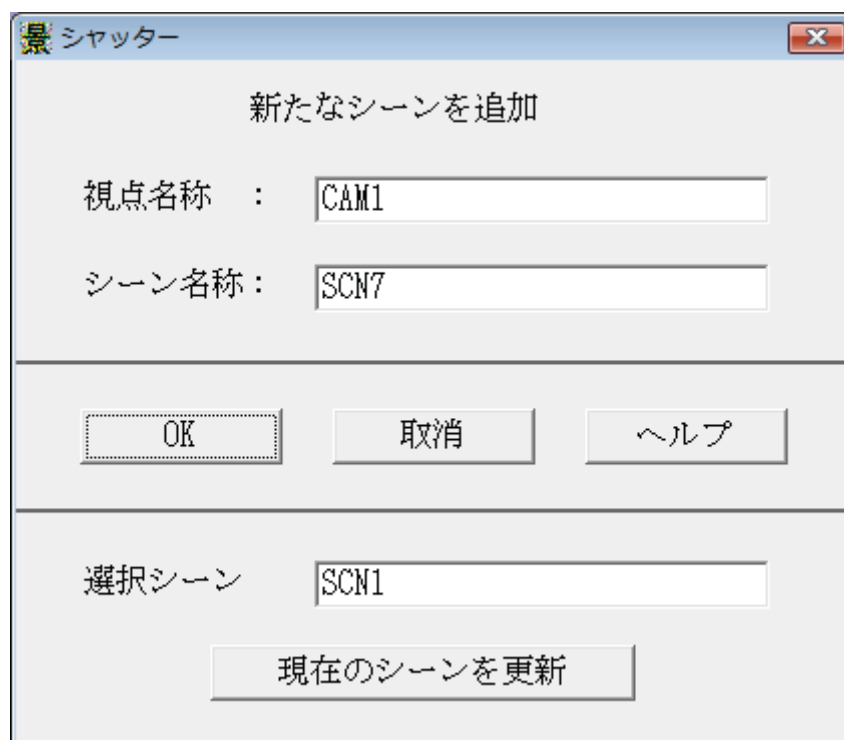 景 シャッター
新たなシーンを追加
視点名称 : CAM1
シーン名称: SCN7
OK 取消 ヘルプ
選択シーン SCN1
現在のシーンを更新